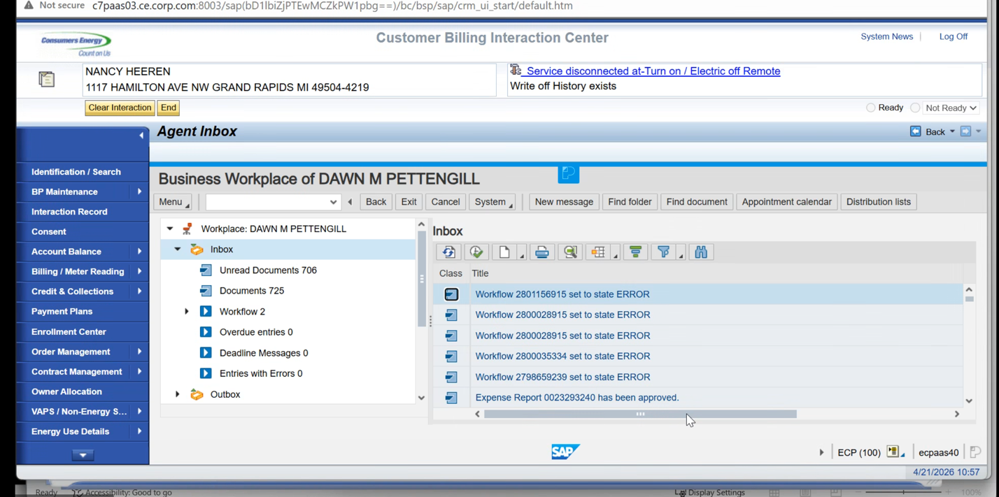 Not secure c7paas03.ce.corp.com:8003/sap(bD1lbiZjPTEwMCZkPW1pbg==)/bc/bsp/sap/crm_ui_start/default.htm
Consumers Energy
Count on Us
Customer Billing Interaction Center
System News
Log Off
NANCY HEEREN
1117 HAMILTON AVE NW GRAND RAPIDS MI 49504-4219
Service disconnected at-Turn on / Electric off Remote
Write off History exists
Clear Interaction End
Ready Not Ready
Agent Inbox
Back
Identification / Search
BP Maintenance
Interaction Record
Consent
Account Balance
Billing / Meter Reading
Credit & Collections
Payment Plans
Enrollment Center
Order Management
Contract Management
Owner Allocation
VAPS / Non-Energy S...
Energy Use Details
Business Workplace of DAWN M PETTENGILL
Menu Back Exit Cancel System New message Find folder Find document Appointment calendar Distribution lists
Workplace: DAWN M PETTENGILL
Inbox
Unread Documents 706
Documents 725
Workflow 2
Overdue entries 0
Deadline Messages 0
Entries with Errors 0
Outbox
Inbox
Class Title
Workflow 2801156915 set to state ERROR
Workflow 2800028915 set to state ERROR
Workflow 2800028915 set to state ERROR
Workflow 2800035334 set to state ERROR
Workflow 2798659239 set to state ERROR
Expense Report 0023293240 has been approved.
SAP
ECP (100) ecpaas40
4/21/2026 10:57
Ready Accessibility: Good to go Display Settings 100%